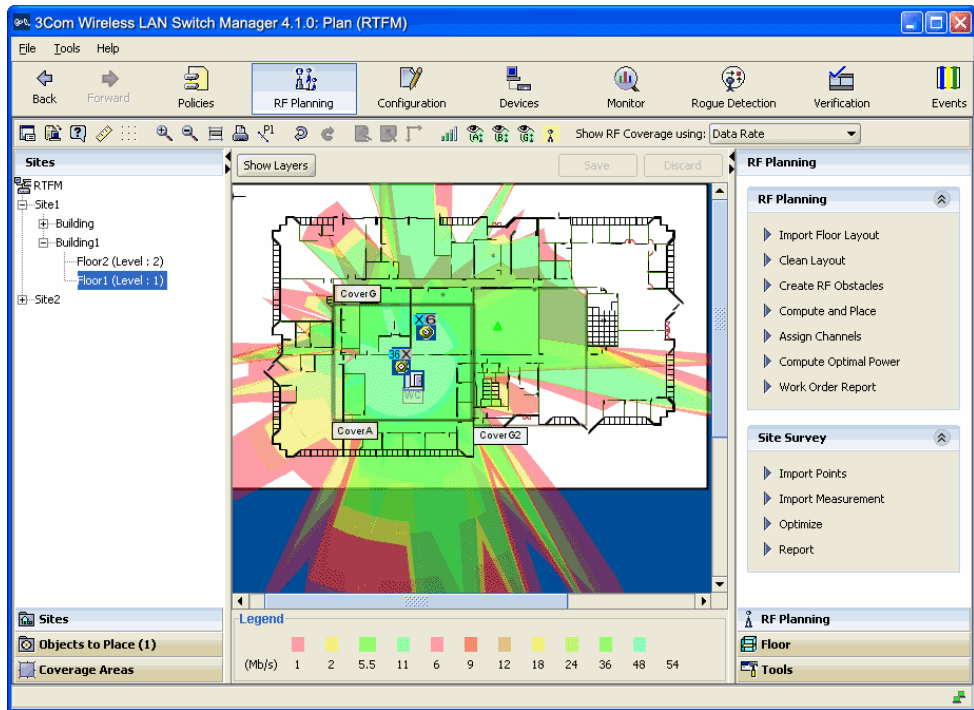 3Com Wireless LAN Switch Manager 4.1.0: Plan (RTFM)
File Tools Help
Back Forward Policies RF Planning Configuration Devices Monitor Rogue Detection Verification Events
Show RF Coverage using: Data Rate
Sites
RTFM
Site1
Building
Building1
Floor2 (Level : 2)
Floor1 (Level : 1)
Site2
Sites
Objects to Place (1)
Coverage Areas
Show Layers Save Discard
CoverG
X 6
36 X
WC
CoverA
CoverG2
Legend
(Mb/s) 1 2 5.5 11 6 9 12 18 24 36 48 54
RF Planning
RF Planning
Import Floor Layout
Clean Layout
Create RF Obstacles
Compute and Place
Assign Channels
Compute Optimal Power
Work Order Report
Site Survey
Import Points
Import Measurement
Optimize
Report
RF Planning
Floor
Tools